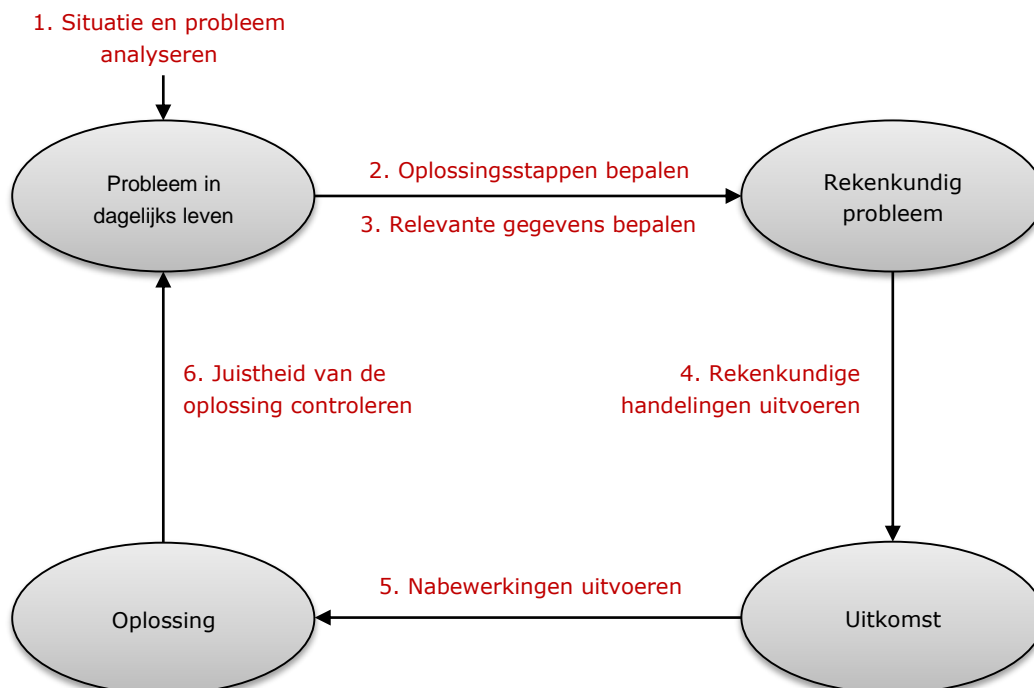 1. Situatie en probleem
analyseren
Probleem in
dagelijks leven
2. Oplossingsstappen bepalen
3. Relevante gegevens bepalen
Rekenkundig
probleem
6. Juistheid van de
oplossing controleren
4. Rekenkundige
handelingen uitvoeren
Oplossing
5. Nabewerkingen uitvoeren
Uitkomst